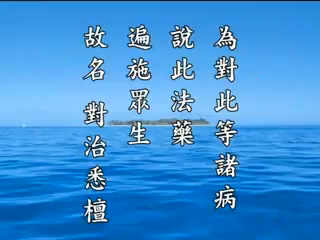 為對此等諸病
說此法藥
遍施眾生
故名 對治悉檀